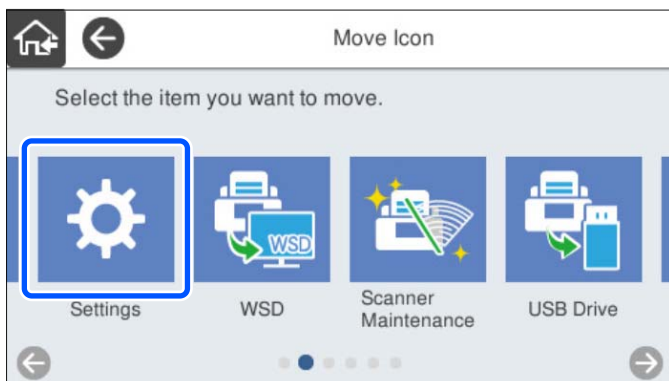 Move Icon
Select the item you want to move.
WSD
Settings
WSD
Scanner
Maintenance
USB Drive